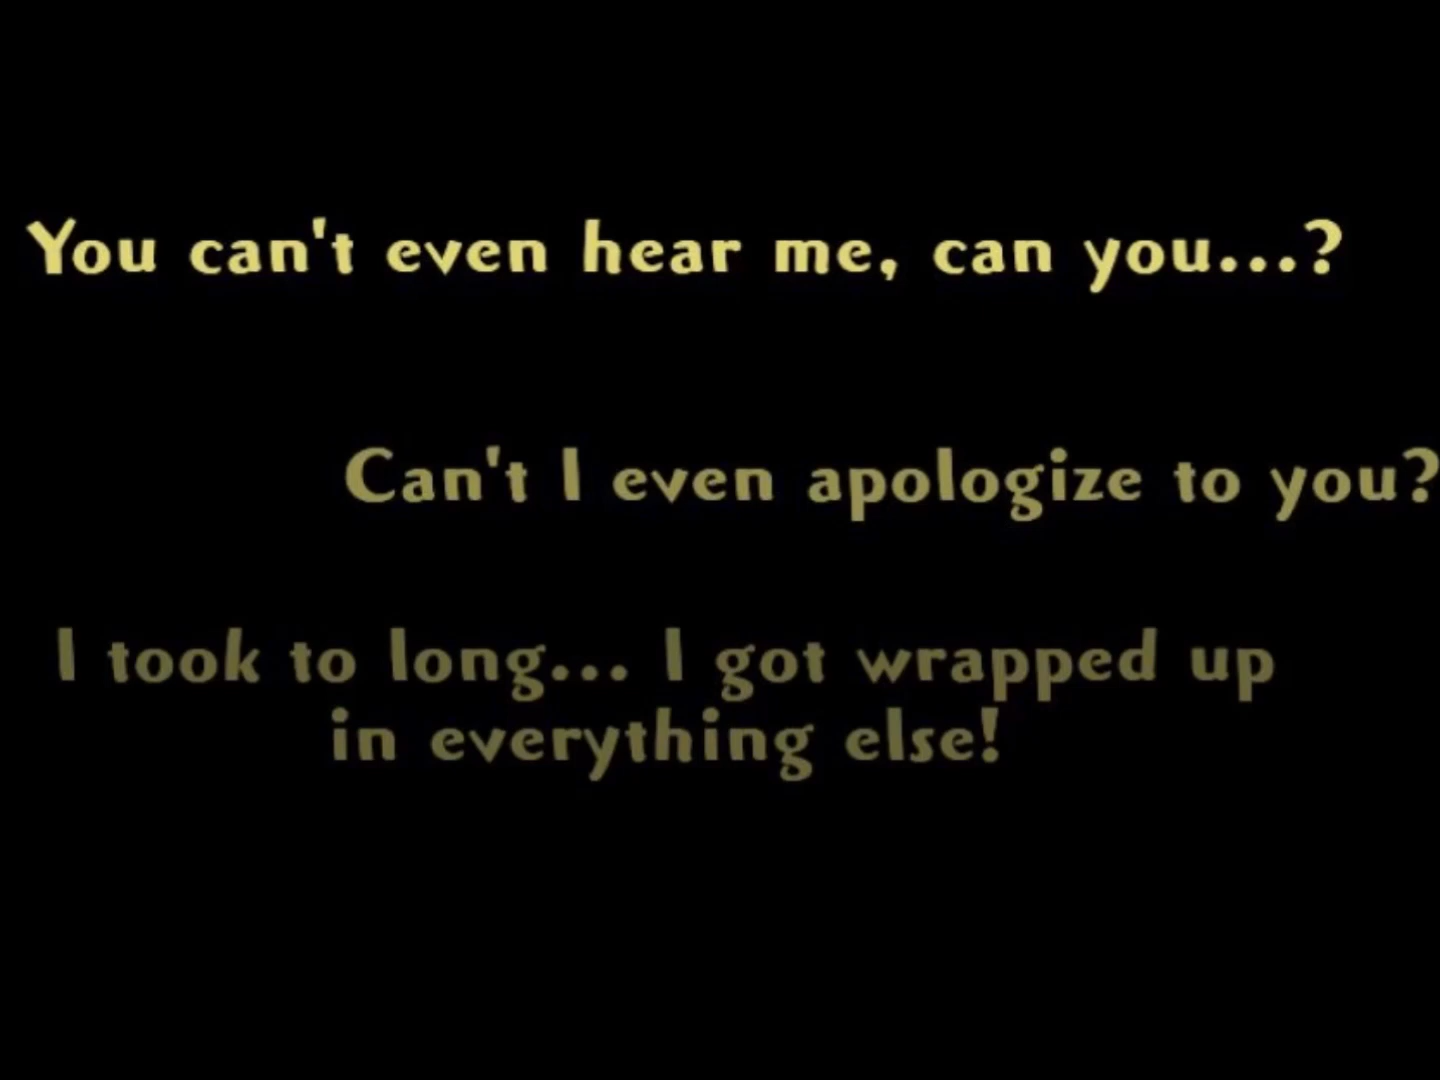 You can't even hear me, can you...?
Can't I even apologize to you?
I took to long... I got wrapped up
in everything else!